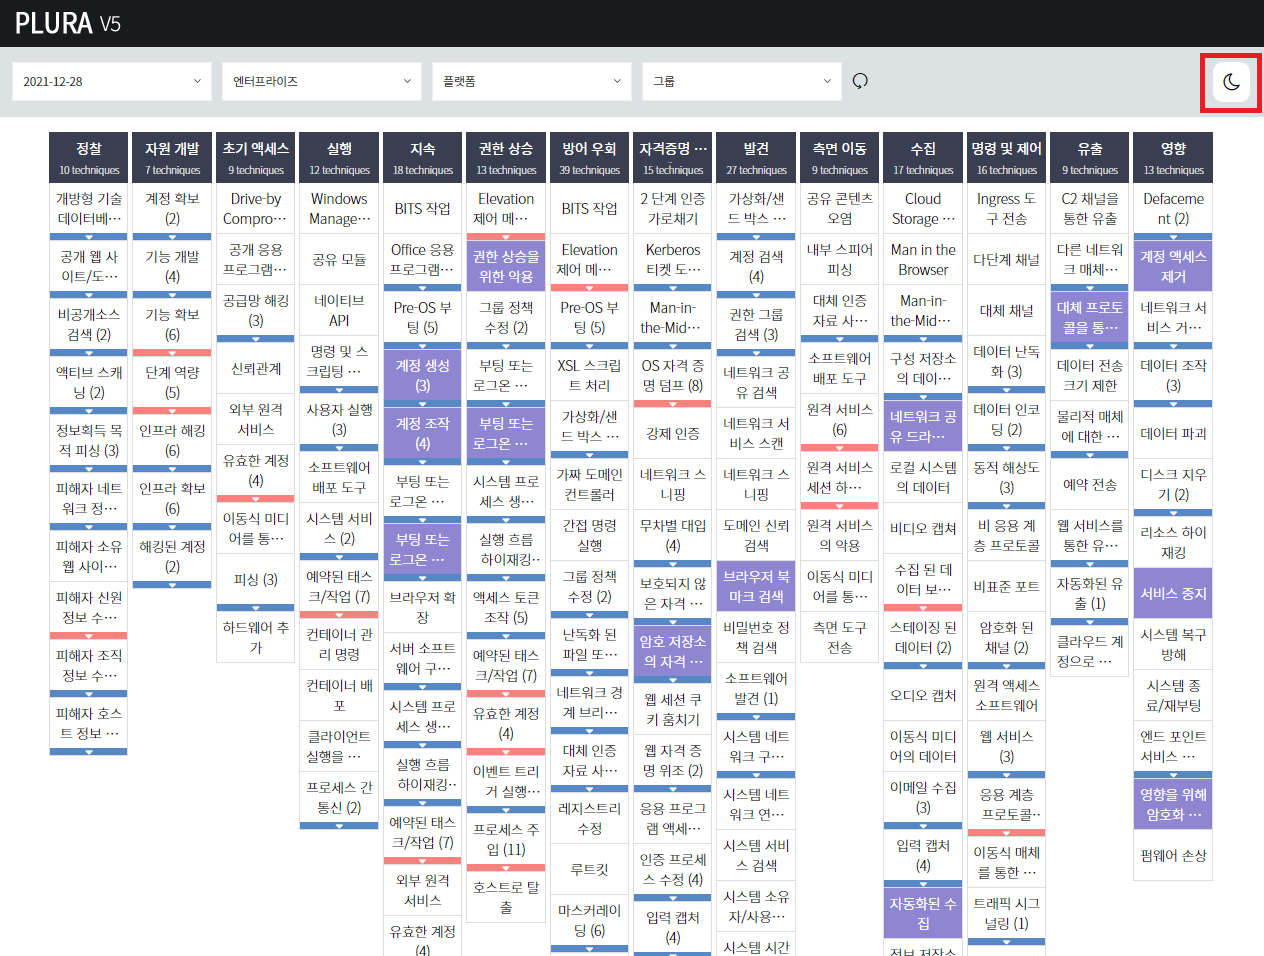 PLURA V5
2021-12-28
엔터프라이즈
플랫폼
그룹
정찰
10 techniques
개방형 기술
데이터베…
공개 웹 사
이트/도…
비공개소스
검색 (2)
액티브 스캐
닝 (2)
정보획득 목
적 피싱 (3)
피해자 네트
워크 정…
피해자 소유
웹 사이…
피해자 신원
정보 수…
피해자 조직
정보 수…
피해자 호스
트 정보 …
자원 개발
7 techniques
계정 확보
(2)
기능 개발
(4)
기능 확보
(6)
단계 역량
(5)
인프라 해킹
(6)
인프라 확보
(6)
해킹된 계정
(2)
초기 액세스
9 techniques
Drive-by
Compro…
공개 응용
프로그램…
공급망 해킹
(3)
신뢰관계
외부 원격
서비스
유효한 계정
(4)
이동식 미디
어를 통…
피싱 (3)
하드웨어 추
가
실행
12 techniques
Windows
Manage…
공유 모듈
네이티브
API
명령 및 스
크립팅 …
사용자 실행
(3)
소프트웨어
배포 도구
시스템 서비
스 (2)
예약된 태스
크/작업 (7)
컨테이너 관
리 명령
컨테이너 배
포
클라이언트
실행을 …
프로세스 간
통신 (2)
지속
18 techniques
BITS 작업
Office 응용
프로그램…
Pre-OS 부
팅 (5)
계정 생성
(3)
계정 조작
(4)
부팅 또는
로그온 …
부팅 또는
로그온 …
브라우저 확
장
서버 소프트
웨어 구…
시스템 프로
세스 생…
실행 흐름
하이재킹…
예약된 태스
크/작업 (7)
외부 원격
서비스
유효한 계정
(4)
권한 상승
13 techniques
Elevation
제어 메…
권한 상승을
위한 악용
그룹 정책
수정 (2)
부팅 또는
로그온 …
부팅 또는
로그온 …
시스템 프로
세스 생…
실행 흐름
하이재킹…
액세스 토큰
조작 (5)
예약된 태스
크/작업 (7)
유효한 계정
(4)
이벤트 트리
거 실행…
프로세스 주
입 (11)
호스트로 탈
출
방어 우회
39 techniques
BITS 작업
Elevation
제어 메…
Pre-OS 부
팅 (5)
XSL 스크립
트 처리
가상화/샌
드 박스 …
가짜 도메인
컨트롤러
간접 명령
실행
그룹 정책
수정 (2)
난독화 된
파일 또…
네트워크 경
계 브리…
대체 인증
자료 사…
레지스트리
수정
루트킷
마스커레이
딩 (6)
자격증명 …
15 techniques
2 단계 인증
가로채기
Kerberos
티켓 도…
Man-in-
the-Mid…
OS 자격 증
명 덤프 (8)
강제 인증
네트워크 스
니핑
무차별 대입
(4)
보호되지 않
은 자격 …
암호 저장소
의 자격 …
웹 세션 쿠
키 훔치기
웹 자격 증
명 위조 (2)
응용 프로그
램 액세…
인증 프로세
스 수정 (4)
입력 캡처
(4)
발견
27 techniques
가상화/샌
드 박스 …
계정 검색
(4)
권한 그룹
검색 (3)
네트워크 공
유 검색
네트워크 서
비스 스캔
네트워크 스
니핑
도메인 신뢰
검색
브라우저 북
마크 검색
비밀번호 정
책 검색
소프트웨어
발견 (1)
시스템 네트
워크 구…
시스템 네트
워크 연…
시스템 서비
스 검색
시스템 소유
자/사용…
시스템 시간
측면 이동
9 techniques
공유 콘텐츠
오염
내부 스피어
피싱
대체 인증
자료 사…
소프트웨어
배포 도구
원격 서비스
(6)
원격 서비스
세션 하…
원격 서비스
의 악용
이동식 미디
어를 통…
측면 도구
전송
수집
17 techniques
Cloud
Storage …
Man in the
Browser
Man-in-
the-Mid…
구성 저장소
의 데이…
네트워크 공
유 드라…
로컬 시스템
의 데이터
비디오 캡쳐
수집 된 데
이터 보…
스테이징 된
데이터 (2)
오디오 캡처
이동식 미디
어의 데이터
이메일 수집
(3)
입력 캡처
(4)
자동화된 수
집
정보 저장소
명령 및 제어
16 techniques
Ingress 도
구 전송
다단계 채널
대체 채널
데이터 난독
화 (3)
데이터 인코
딩 (2)
동적 해상도
(3)
비 응용 계
층 프로토콜
비표준 포트
암호화 된
채널 (2)
원격 액세스
소프트웨어
웹 서비스
(3)
응용 계층
프로토콜…
이동식 매체
를 통한 …
트래픽 시그
널링 (1)
유출
9 techniques
C2 채널을
통한 유출
다른 네트워
크 매체…
대체 프로토
콜을 통…
데이터 전송
크기 제한
물리적 매체
에 대한 …
예약 전송
웹 서비스를
통한 유…
자동화된 유
출 (1)
클라우드 계
정으로 …
영향
13 techniques
Defaceme
nt (2)
계정 액세스
제거
네트워크 서
비스 거…
데이터 조작
(3)
데이터 파괴
디스크 지우
기 (2)
리소스 하이
재킹
서비스 중지
시스템 복구
방해
시스템 종
료/재부팅
엔드 포인트
서비스 …
영향을 위해
암호화 …
펌웨어 손상